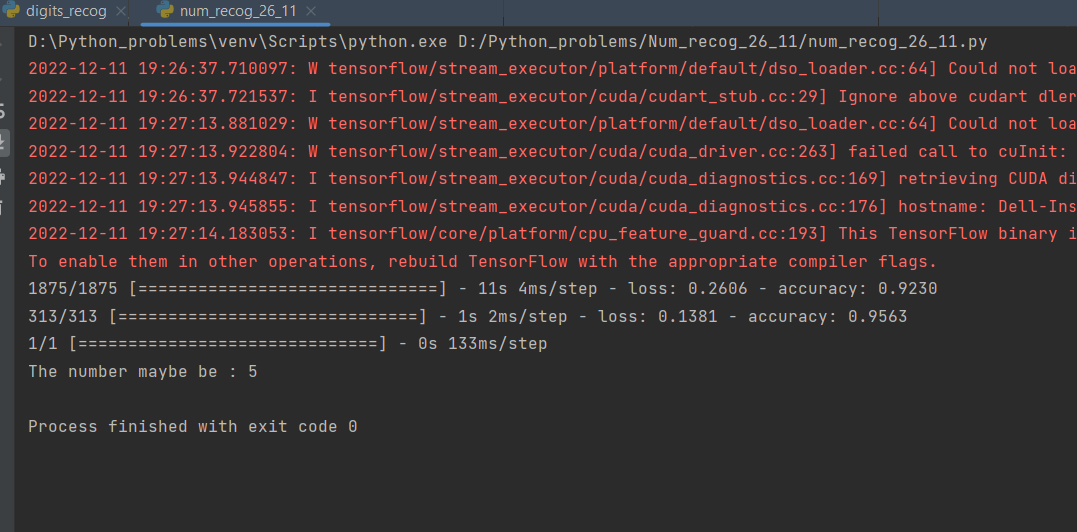 digits_recog × num_recog_26_11 ×
D:\Python_problems\venv\Scripts\python.exe D:/Python_problems/Num_recog_26_11/num_recog_26_11.py
2022-12-11 19:26:37.710097: W tensorflow/stream_executor/platform/default/dso_loader.cc:64] Could not loa
2022-12-11 19:26:37.721537: I tensorflow/stream_executor/cuda/cudart_stub.cc:29] Ignore above cudart dler
2022-12-11 19:27:13.881029: W tensorflow/stream_executor/platform/default/dso_loader.cc:64] Could not loa
2022-12-11 19:27:13.922804: W tensorflow/stream_executor/cuda/cuda_driver.cc:263] failed call to cuInit:
2022-12-11 19:27:13.944847: I tensorflow/stream_executor/cuda/cuda_diagnostics.cc:169] retrieving CUDA di
2022-12-11 19:27:13.945855: I tensorflow/stream_executor/cuda/cuda_diagnostics.cc:176] hostname: Dell-Ins
2022-12-11 19:27:14.183053: I tensorflow/core/platform/cpu_feature_guard.cc:193] This TensorFlow binary i
To enable them in other operations, rebuild TensorFlow with the appropriate compiler flags.
1875/1875 [==============================] - 11s 4ms/step - loss: 0.2606 - accuracy: 0.9230
313/313 [==============================] - 1s 2ms/step - loss: 0.1381 - accuracy: 0.9563
1/1 [==============================] - 0s 133ms/step
The number maybe be : 5
Process finished with exit code 0